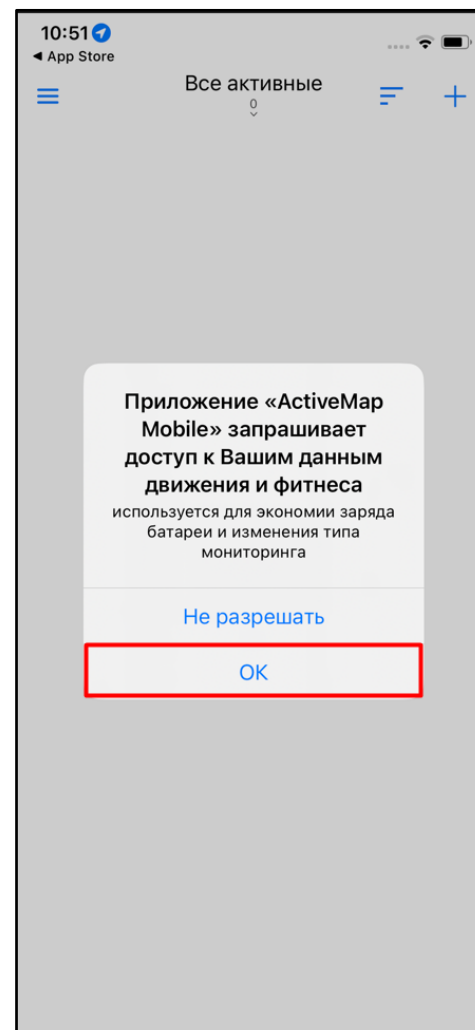 10:51
◀ App Store
Все активные
0
Приложение «ActiveMap
Mobile» запрашивает
доступ к Вашим данным
движения и фитнеса
используется для экономии заряда
батареи и изменения типа
мониторинга
Не разрешать
ОК